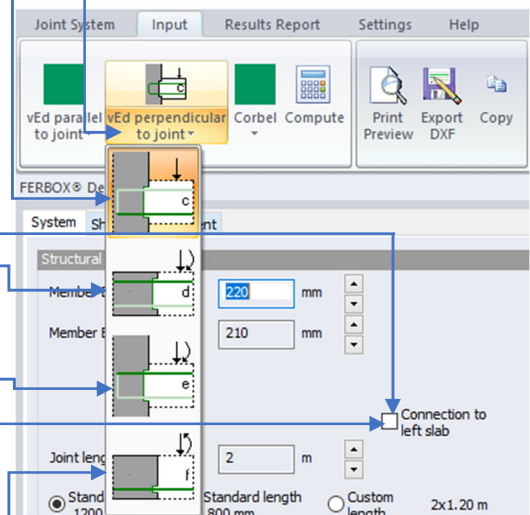 Joint System Input Results Report Settings Help
vEd parallel to joint
vEd perpendicular to joint
Corbel
Compute
Print Preview
Export DXF
Copy
FERBOX® De
System Sh nt
c
d
e
f
Structural
Member 220 mm
Member E 210 mm
Connection to left slab
Joint leng 2 m
Stand 1200
Standard length 800 mm
Custom length
2x1.20 m